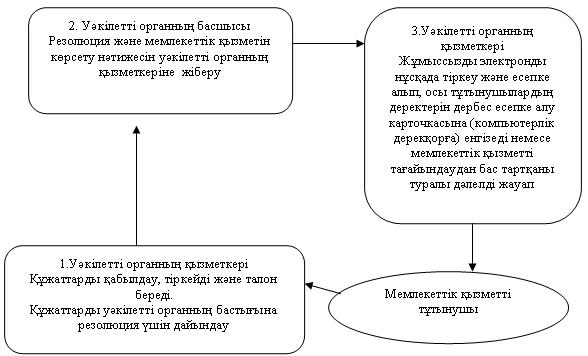 2. Уәкілетті органның басшысы
Резолюция және мемлекеттік қызметін
көрсету нәтижесін уәкілетті органның
қызметкеріне жіберу
3.Уәкілетті органның
қызметкері
Жұмыссызды электронды
нұсқада тіркеу және есепке
алып, осы тұтынушылардың
деректерін дербес есепке алу
карточкасына (компьютерлік
дерекқорға) енгізеді немесе
мемлекеттік қызметті
тағайындаудан бас тартқаны
туралы дәлелді жауап
1.Уәкілетті органның қызметкері
Құжаттарды қабылдау, тіркейді және талон
береді.
Құжаттарды уәкілетті органның бастығына
резолюция үшін дайындау
Мемлекеттік қызметті
тұтынушы